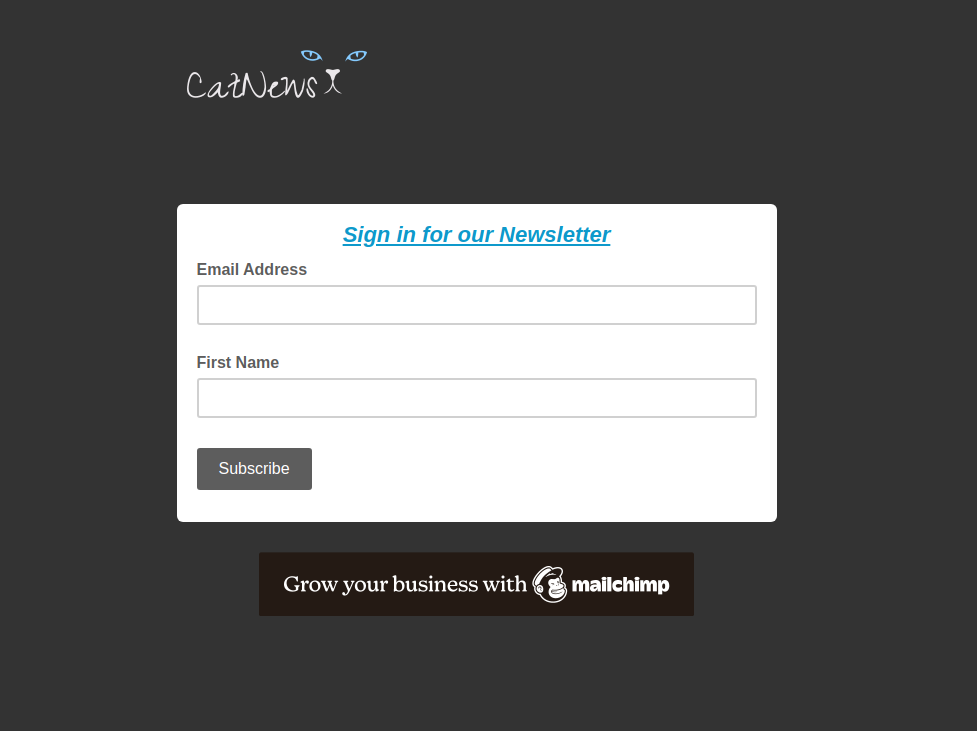 CatNews
Sign in for our Newsletter
Email Address
First Name
Subscribe
Grow your business with mailchimp